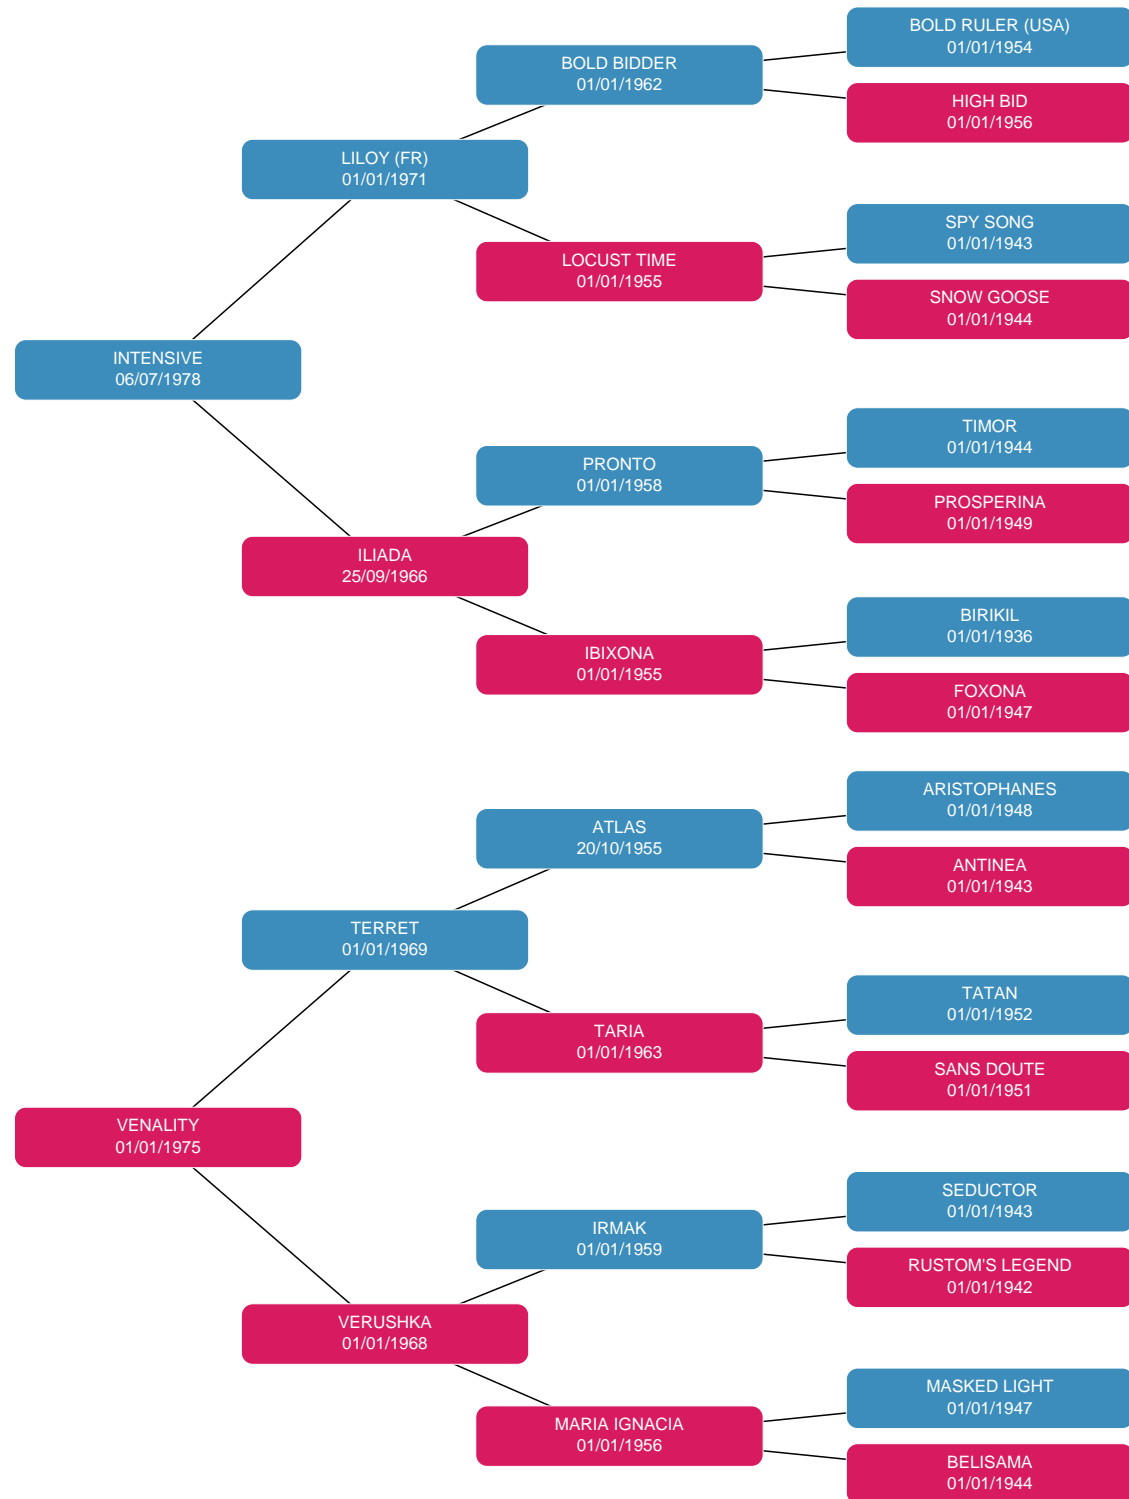 BOLD RULER (USA)
01/01/1954
BOLD BIDDER
01/01/1962
HIGH BID
01/01/1956
LILOY (FR)
01/01/1971
SPY SONG
01/01/1943
LOCUST TIME
01/01/1955
SNOW GOOSE
01/01/1944
INTENSIVE
06/07/1978
TIMOR
01/01/1944
PRONTO
01/01/1958
PROSPERINA
01/01/1949
ILIADA
25/09/1966
BIRIKIL
01/01/1936
IBIXONA
01/01/1955
FOXONA
01/01/1947
ARISTOPHANES
01/01/1948
ATLAS
20/10/1955
ANTINEA
01/01/1943
TERRET
01/01/1969
TATAN
01/01/1952
TARIA
01/01/1963
SANS DOUTE
01/01/1951
VENALITY
01/01/1975
SEDUCTOR
01/01/1943
IRMAK
01/01/1959
RUSTOM'S LEGEND
01/01/1942
VERUSHKA
01/01/1968
MASKED LIGHT
01/01/1947
MARIA IGNACIA
01/01/1956
BELISAMA
01/01/1944